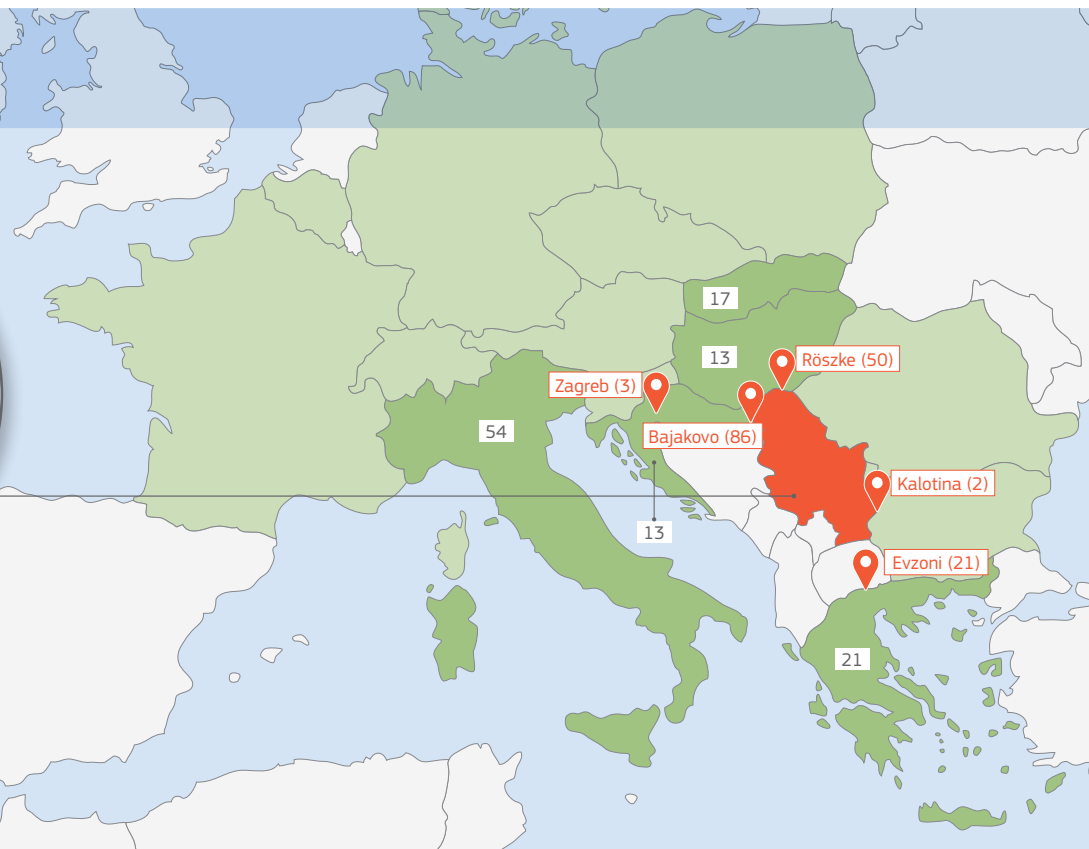 17
13
Röszke (50)
Zagreb (3)
54
Bajakovo (86)
Kalotina (2)
13
Evzoni (21)
21